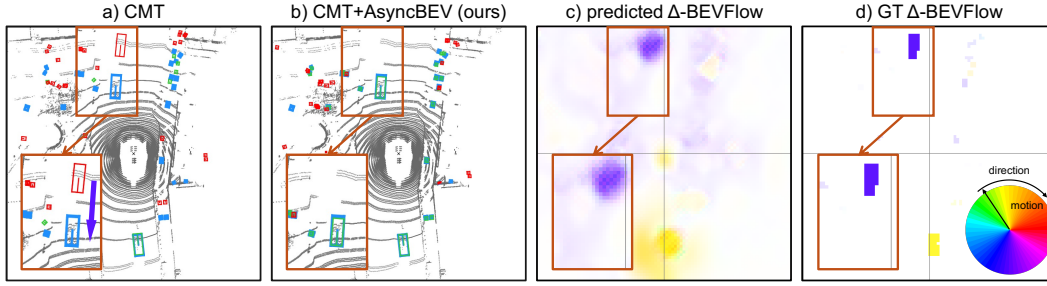 a) CMT
b) CMT+AsyncBEV (ours)
c) predicted Δ-BEVFlow
d) GT Δ-BEVFlow
direction
motion